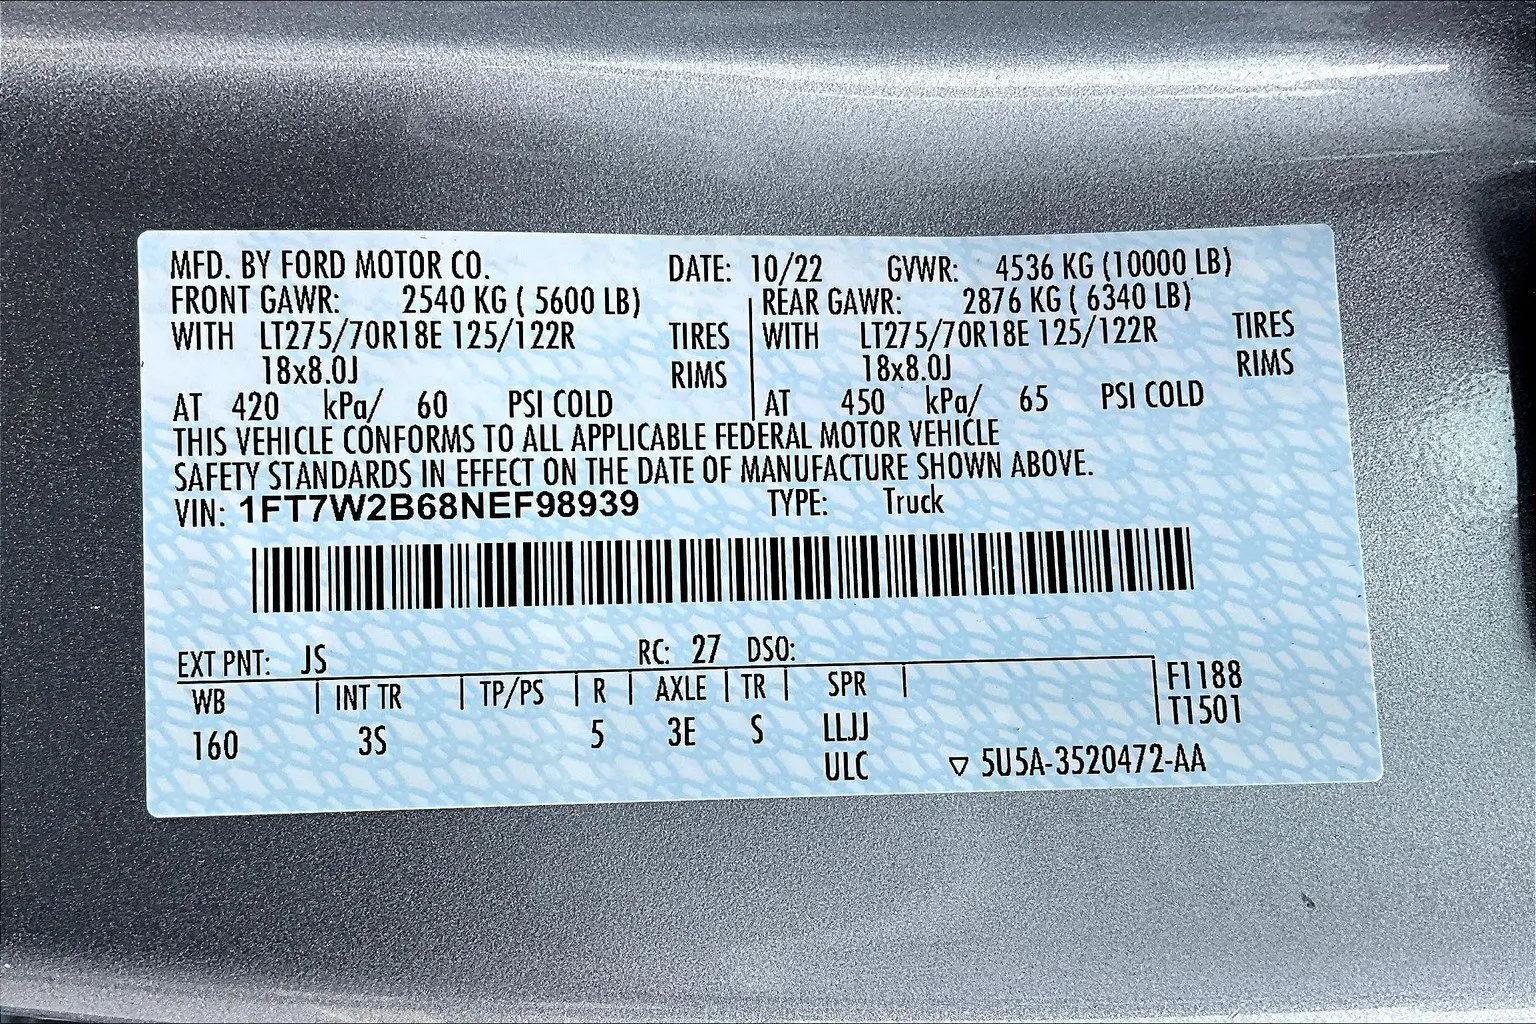 MFD. BY FORD MOTOR CO. DATE: 10/22 GVWR: 4536 KG (10000 LB)
FRONT GAWR: 2540 KG ( 5600 LB) REAR GAWR: 2876 KG ( 6340 LB)
WITH LT275/70R18E 125/122R TIRES WITH LT275/70R18E 125/122R TIRES
18x8.0J RIMS 18x8.0J RIMS
AT 420 kPa/ 60 PSI COLD AT 450 kPa/ 65 PSI COLD
THIS VEHICLE CONFORMS TO ALL APPLICABLE FEDERAL MOTOR VEHICLE
SAFETY STANDARDS IN EFFECT ON THE DATE OF MANUFACTURE SHOWN ABOVE.
VIN: 1FT7W2B68NEF98939 TYPE: Truck
EXT PNT: JS RC: 27 DSO:
WB INT TR TP/PS R AXLE TR SPR F1188
160 3S 5 3E S LLJJ T1501
ULC ▽ 5U5A-3520472-AA